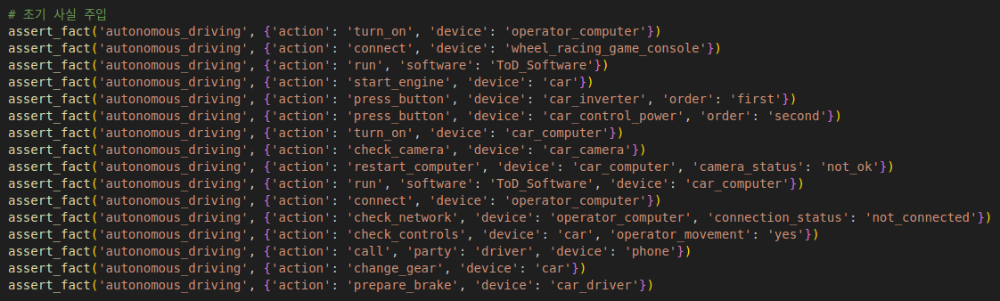 # 초기 사실 주입
assert_fact('autonomous_driving', {'action': 'turn_on', 'device': 'operator_computer'})
assert_fact('autonomous_driving', {'action': 'connect', 'device': 'wheel_racing_game_console'})
assert_fact('autonomous_driving', {'action': 'run', 'software': 'ToD_Software'})
assert_fact('autonomous_driving', {'action': 'start_engine', 'device': 'car'})
assert_fact('autonomous_driving', {'action': 'press_button', 'device': 'car_inverter', 'order': 'first'})
assert_fact('autonomous_driving', {'action': 'press_button', 'device': 'car_control_power', 'order': 'second'})
assert_fact('autonomous_driving', {'action': 'turn_on', 'device': 'car_computer'})
assert_fact('autonomous_driving', {'action': 'check_camera', 'device': 'car_camera'})
assert_fact('autonomous_driving', {'action': 'restart_computer', 'device': 'car_computer', 'camera_status': 'not_ok'})
assert_fact('autonomous_driving', {'action': 'run', 'software': 'ToD_Software', 'device': 'car_computer'})
assert_fact('autonomous_driving', {'action': 'connect', 'device': 'operator_computer'})
assert_fact('autonomous_driving', {'action': 'check_network', 'device': 'operator_computer', 'connection_status': 'not_connected'})
assert_fact('autonomous_driving', {'action': 'check_controls', 'device': 'car', 'operator_movement': 'yes'})
assert_fact('autonomous_driving', {'action': 'call', 'party': 'driver', 'device': 'phone'})
assert_fact('autonomous_driving', {'action': 'change_gear', 'device': 'car'})
assert_fact('autonomous_driving', {'action': 'prepare_brake', 'device': 'car_driver'})